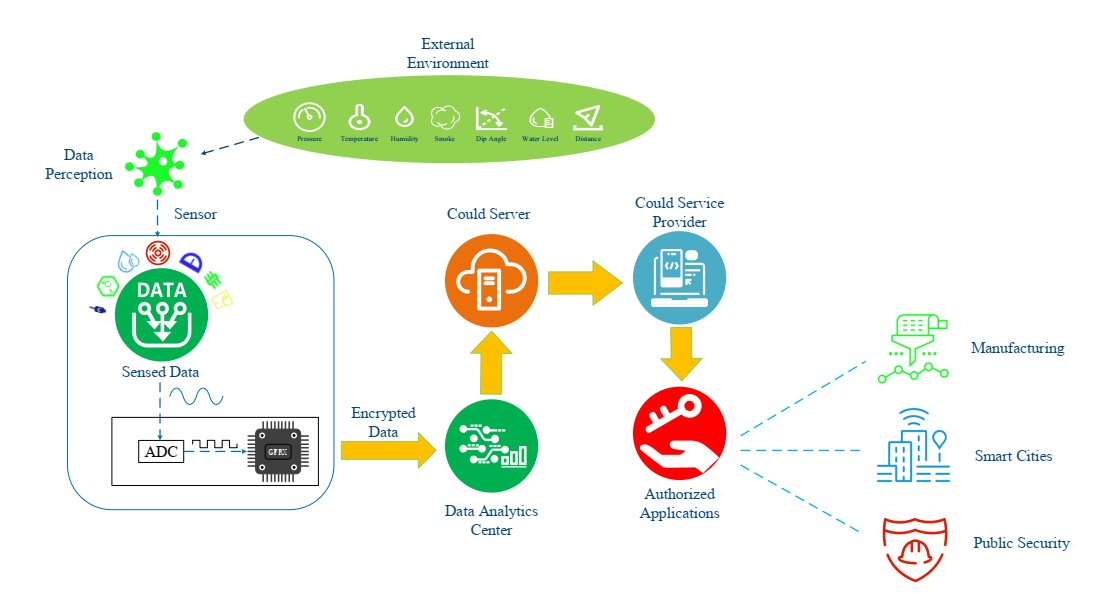 External
Environment
Pressure
Temperature
Humidity
Smoke
Dip Angle
Water Level
Distance
Data
Perception
Sensor
DATA
Sensed Data
ADC
GFRX
Encrypted
Data
Could Server
Data Analytics
Center
Could Service
Provider
Authorized
Applications
Manufacturing
Smart Cities
Public Security